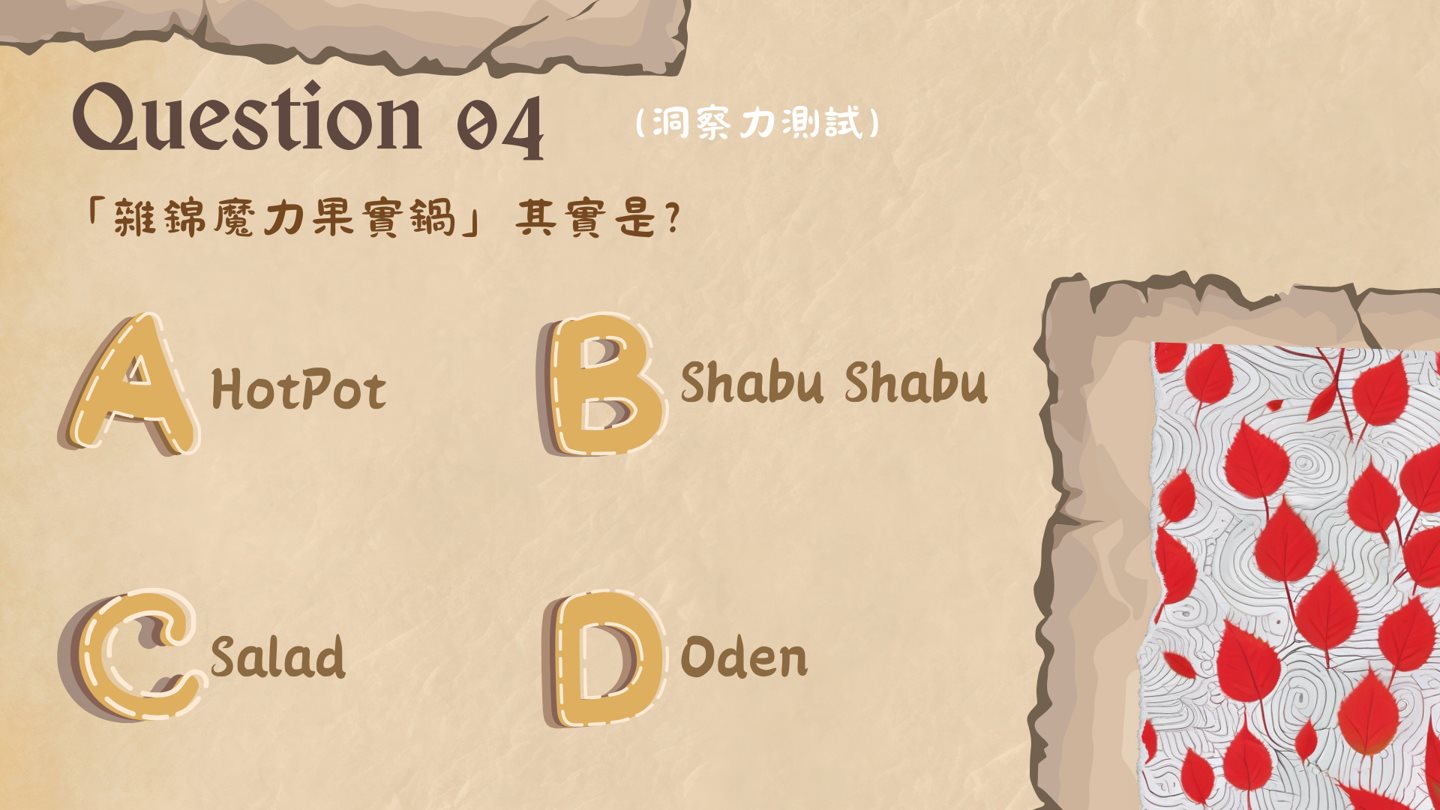 Question 04
(洞察力測試)
「雜錦魔力果實鍋」其實是?
A HotPot
B Shabu Shabu
C Salad
D Oden